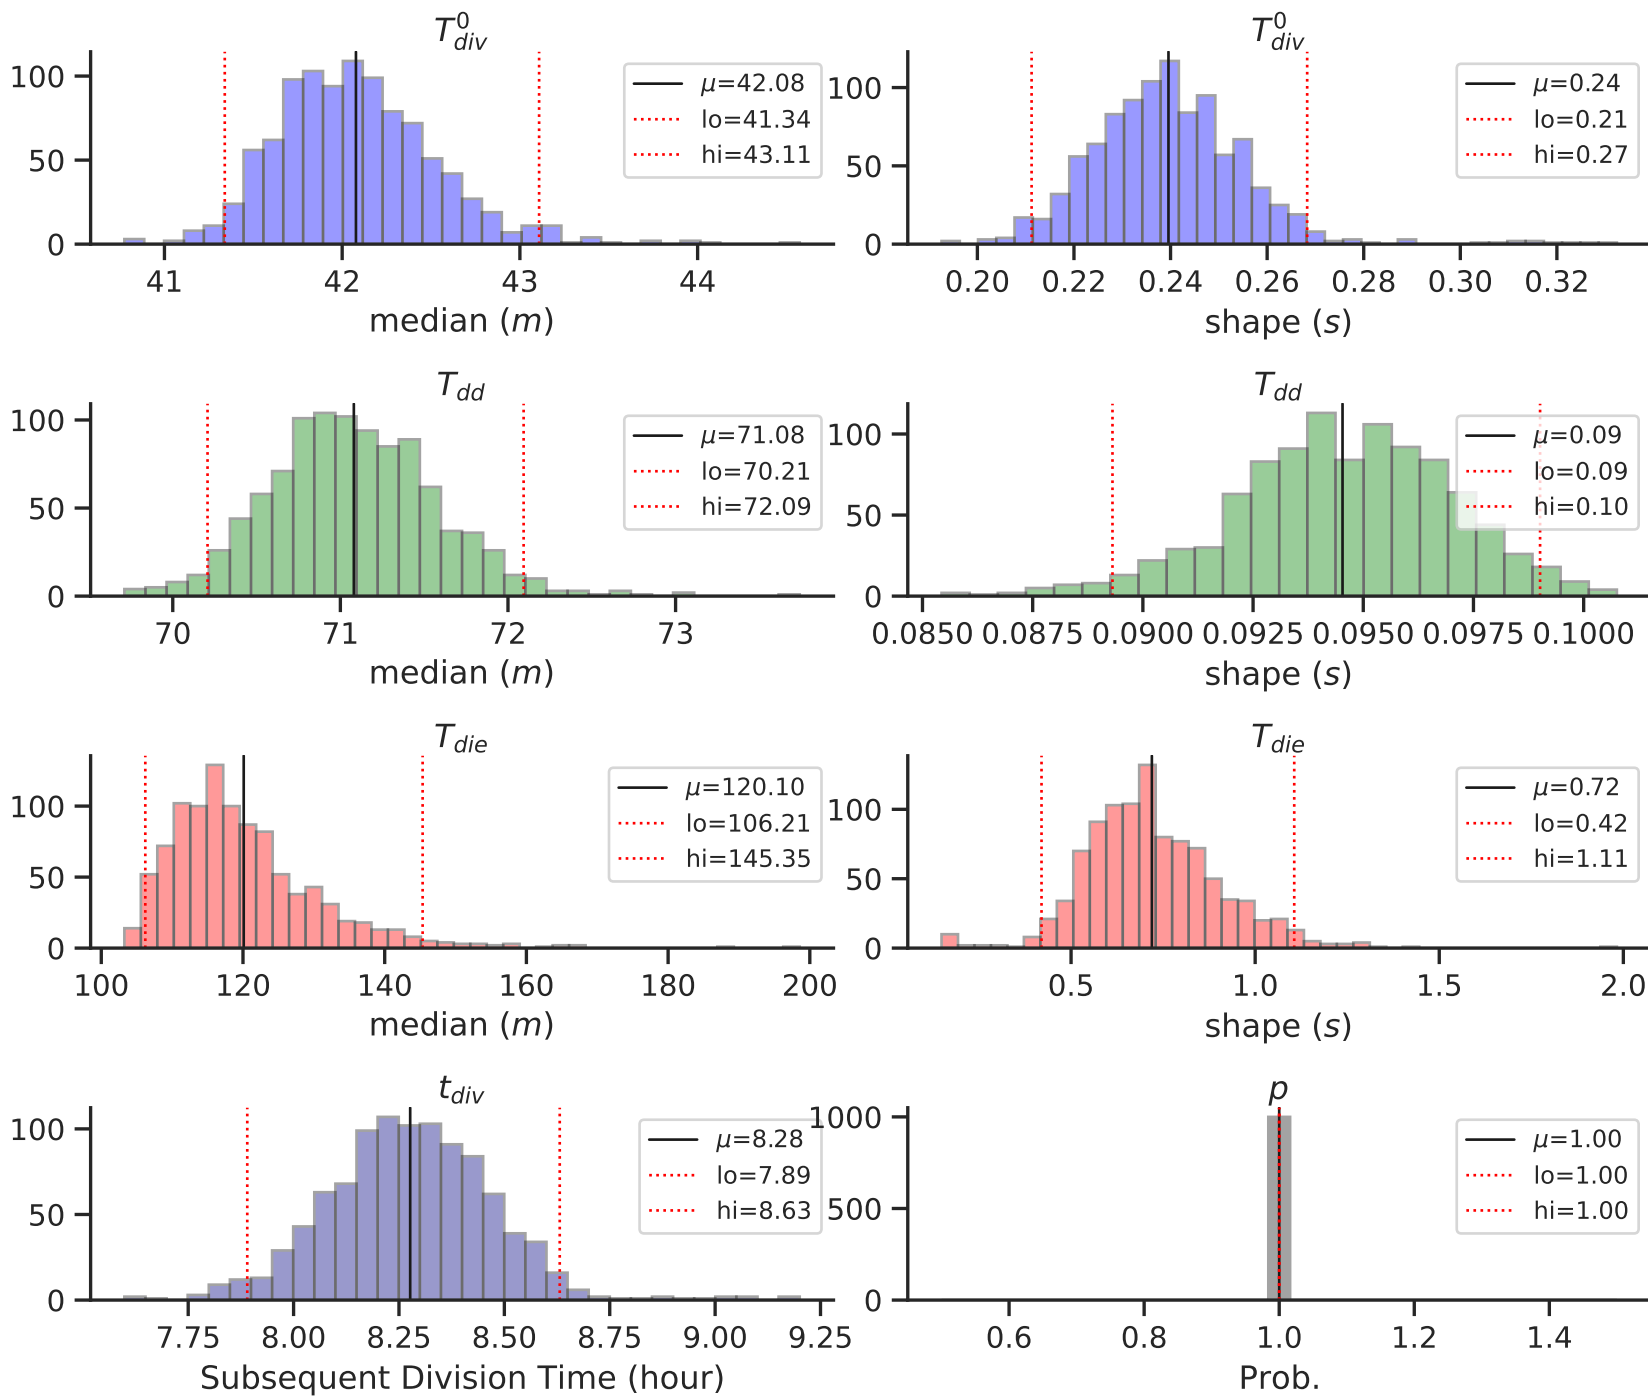 T⁰div
100
50
0
μ=42.08
lo=41.34
hi=43.11
41 42 43 44
median (m)
T⁰div
100
50
0
μ=0.24
lo=0.21
hi=0.27
0.20 0.22 0.24 0.26 0.28 0.30 0.32
shape (s)
Tdd
100
50
0
μ=71.08
lo=70.21
hi=72.09
70 71 72 73
median (m)
Tdd
100
50
0
μ=0.09
lo=0.09
hi=0.10
0.0850 0.0875 0.0900 0.0925 0.0950 0.0975 0.1000
shape (s)
Tdie
100
50
0
μ=120.10
lo=106.21
hi=145.35
100 120 140 160 180 200
median (m)
Tdie
100
50
0
μ=0.72
lo=0.42
hi=1.11
0.5 1.0 1.5 2.0
shape (s)
tdiv
100
50
0
μ=8.28
lo=7.89
hi=8.63
7.75 8.00 8.25 8.50 8.75 9.00 9.25
Subsequent Division Time (hour)
p
1000
500
0
μ=1.00
lo=1.00
hi=1.00
0.6 0.8 1.0 1.2 1.4
Prob.